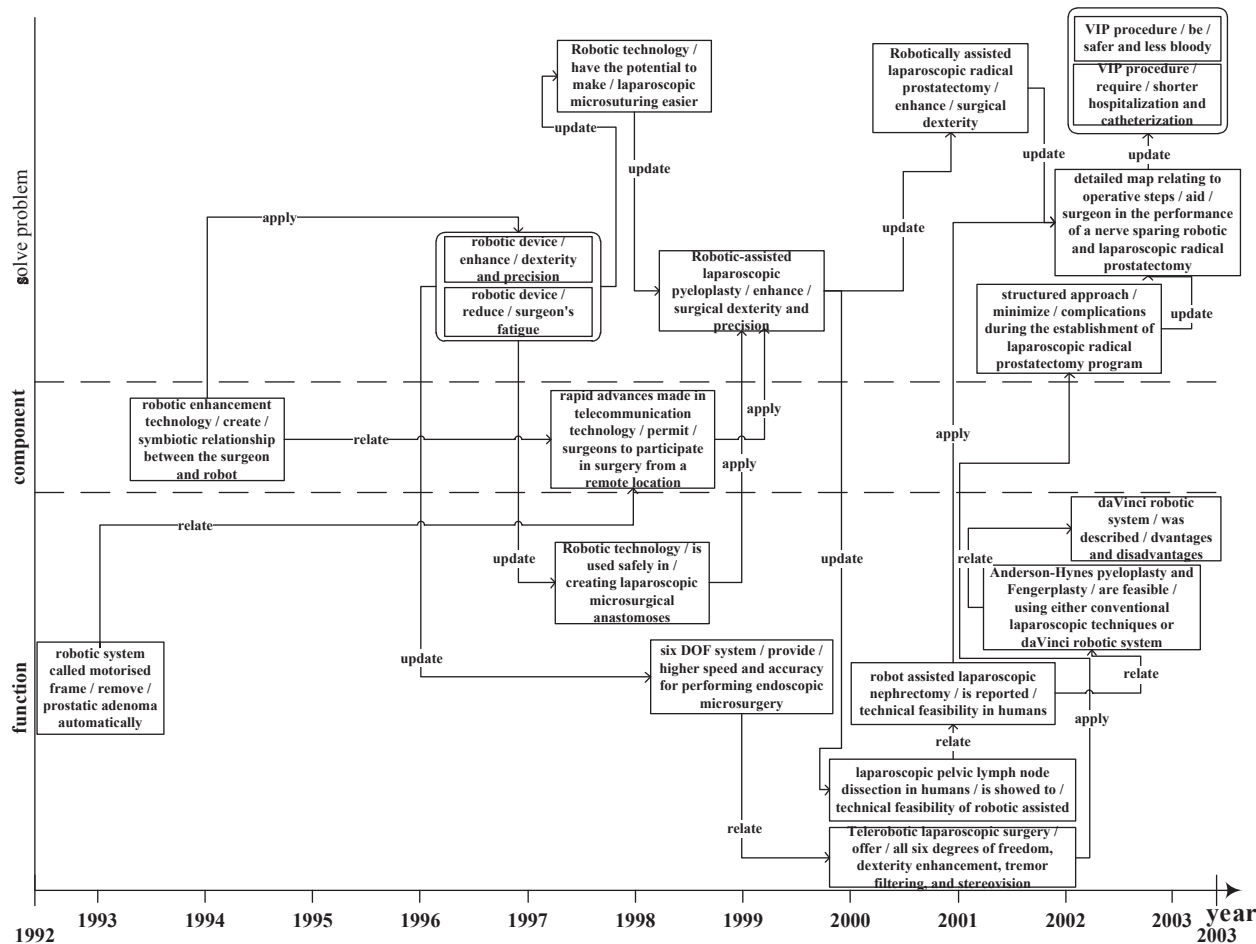 solve problem
component
function
Robotic technology /
have the potential to
make / laparoscopic
microsuturing easier
Robotically assisted
laparoscopic radical
prostatectomy /
enhance / surgical
dexterity
VIP procedure / be /
safer and less bloody
VIP procedure /
require / shorter
hospitalization and
catheterization
update
update
update
update
apply
robotic device /
enhance / dexterity
and precision
robotic device /
reduce / surgeon's
fatigue
Robotic-assisted
laparoscopic
pyeloplasty / enhance /
surgical dexterity and
precision
update
detailed map relating to
operative steps / aid /
surgeon in the performance
of a nerve sparing robotic
and laparoscopic radical
prostatectomy
structured approach /
minimize / complications
during the establishment of
laparoscopic radical
prostatectomy program
update
robotic enhancement
technology / create /
symbiotic relationship
between the surgeon
and robot
relate
rapid advances made in
telecommunication
technology / permit /
surgeons to participate
in surgery from a
remote location
apply
apply
apply
relate
update
Robotic technology / is
used safely in /
creating laparoscopic
microsurgical
anastomoses
update
daVinci robotic
system / was
described / dvantages
and disadvantages
relate
Anderson-Hynes pyeloplasty and
Fengerplasty / are feasible /
using either conventional
laparoscopic techniques or
daVinci robotic system
robotic system
called motorised
frame / remove /
prostatic adenoma
automatically
update
six DOF system / provide /
higher speed and accuracy
for performing endoscopic
microsurgery
robot assisted laparoscopic
nephrectomy / is reported /
technical feasibility in
humans
relate
apply
relate
laparoscopic pelvic lymph node
dissection in humans / is showed to /
technical feasibility of robotic assisted
relate
Telerobotic laparoscopic surgery /
offer / all six degrees of freedom,
dexterity enhancement, tremor
filtering, and stereovision
1992
1993
1994
1995
1996
1997
1998
1999
2000
2001
2002
2003
year
2003